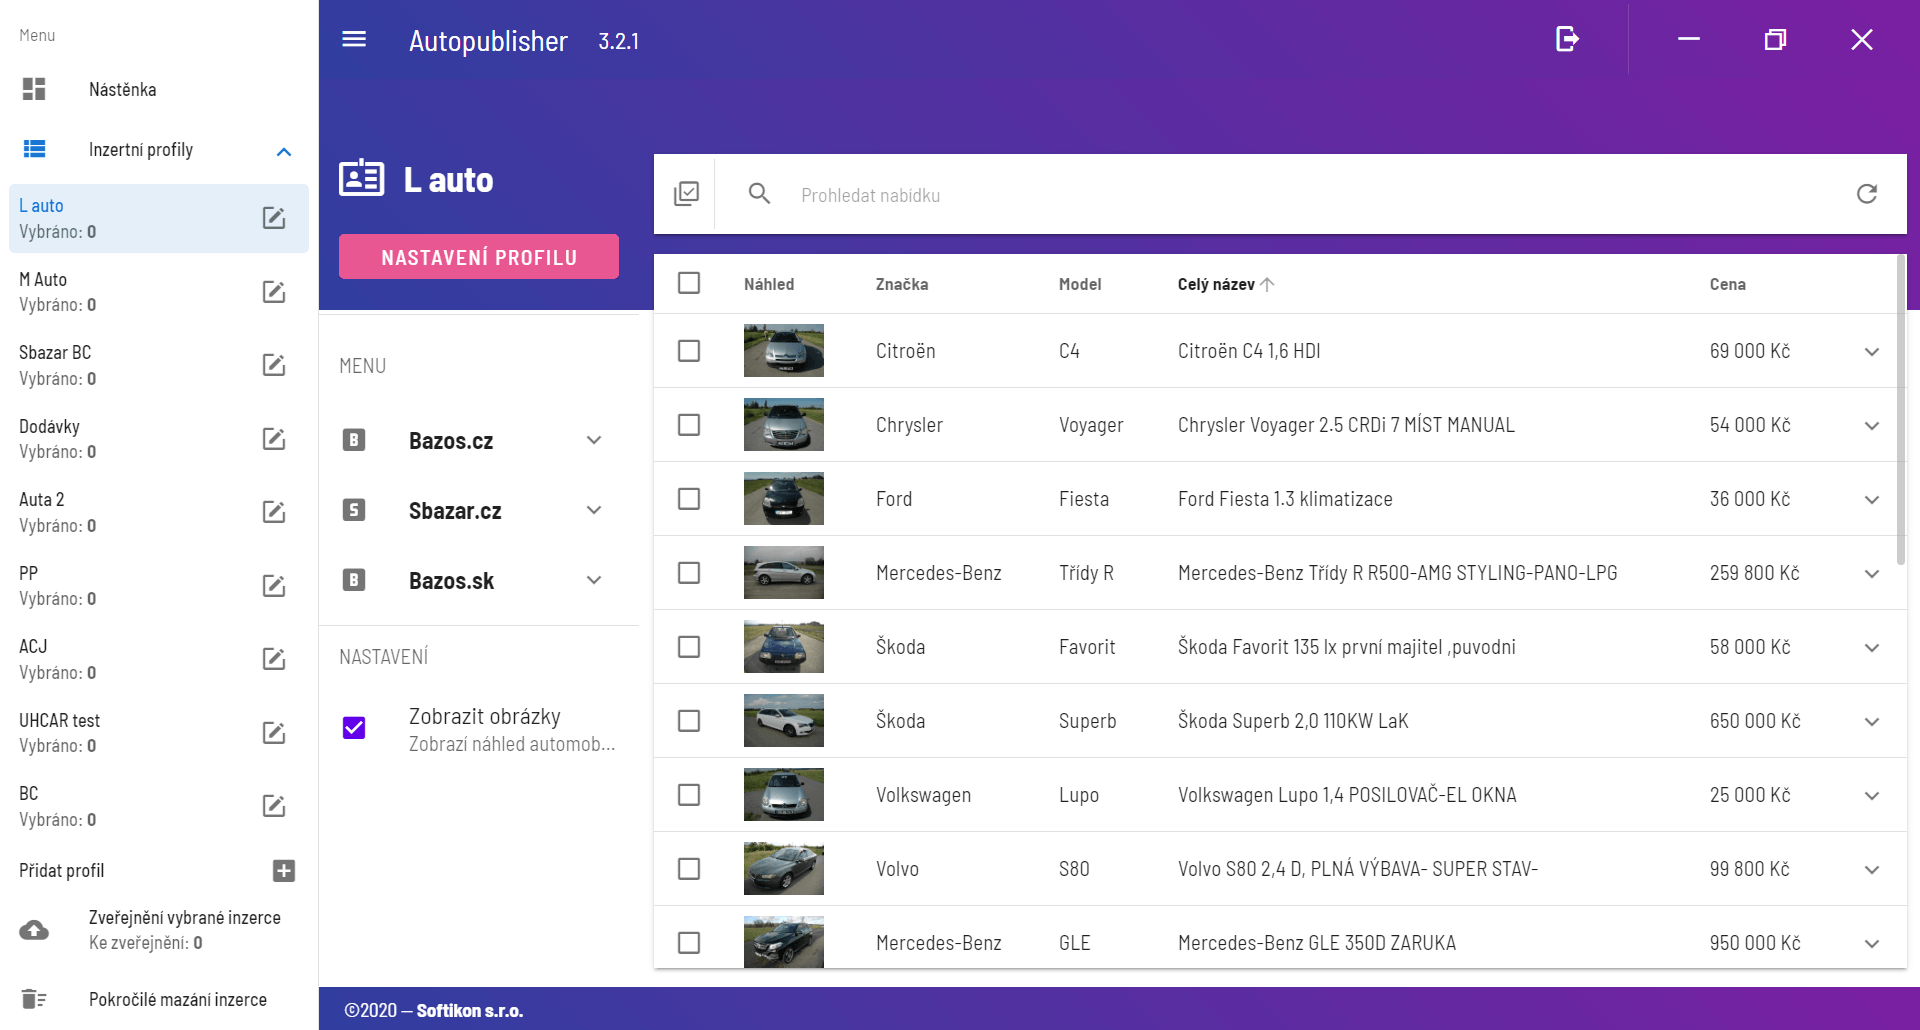 Menu
Nástěnka
Inzertní profily
L auto
Vybráno: 0
M Auto
Vybráno: 0
Sbazar BC
Vybráno: 0
Dodávky
Vybráno: 0
Auta 2
Vybráno: 0
PP
Vybráno: 0
ACJ
Vybráno: 0
UHCAR test
Vybráno: 0
BC
Vybráno: 0
Přidat profil
Zveřejnění vybrané inzerce
Ke zveřejnění: 0
Pokročilé mazání inzerce
Autopublisher 3.2.1
L auto
NASTAVENÍ PROFILU
MENU
B Bazos.cz
S Sbazar.cz
B Bazos.sk
NASTAVENÍ
Zobrazit obrázky
Zobrazí náhled automob...
Prohledat nabídku
Náhled Značka Model Celý název Cena
Citroën C4 Citroën C4 1,6 HDI 69 000 Kč
Chrysler Voyager Chrysler Voyager 2.5 CRDi 7 MÍST MANUAL 54 000 Kč
Ford Fiesta Ford Fiesta 1.3 klimatizace 36 000 Kč
Mercedes-Benz Třídy R Mercedes-Benz Třídy R R500-AMG STYLING-PANO-LPG 259 800 Kč
Škoda Favorit Škoda Favorit 135 lx první majitel ,puvodni 58 000 Kč
Škoda Superb Škoda Superb 2,0 110KW LaK 650 000 Kč
Volkswagen Lupo Volkswagen Lupo 1,4 POSILOVAČ-EL OKNA 25 000 Kč
Volvo S80 Volvo S80 2,4 D, PLNÁ VÝBAVA- SUPER STAV- 99 800 Kč
Mercedes-Benz GLE Mercedes-Benz GLE 350D ZARUKA 950 000 Kč
©2020 — Softikon s.r.o.